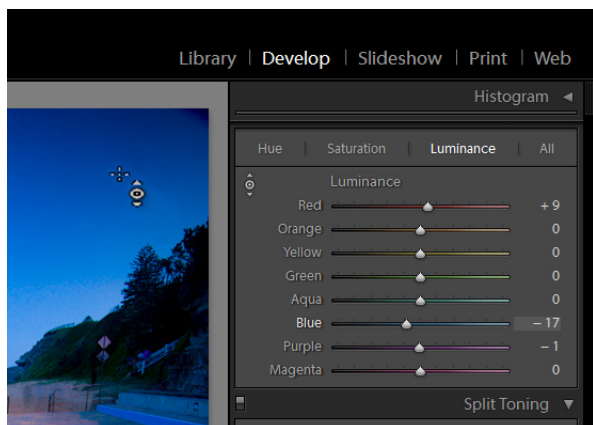 Library | Develop | Slideshow | Print | Web
Histogram
Hue | Saturation | Luminance | All
Luminance
Red + 9
Orange 0
Yellow 0
Green 0
Aqua 0
Blue – 17
Purple – 1
Magenta 0
Split Toning